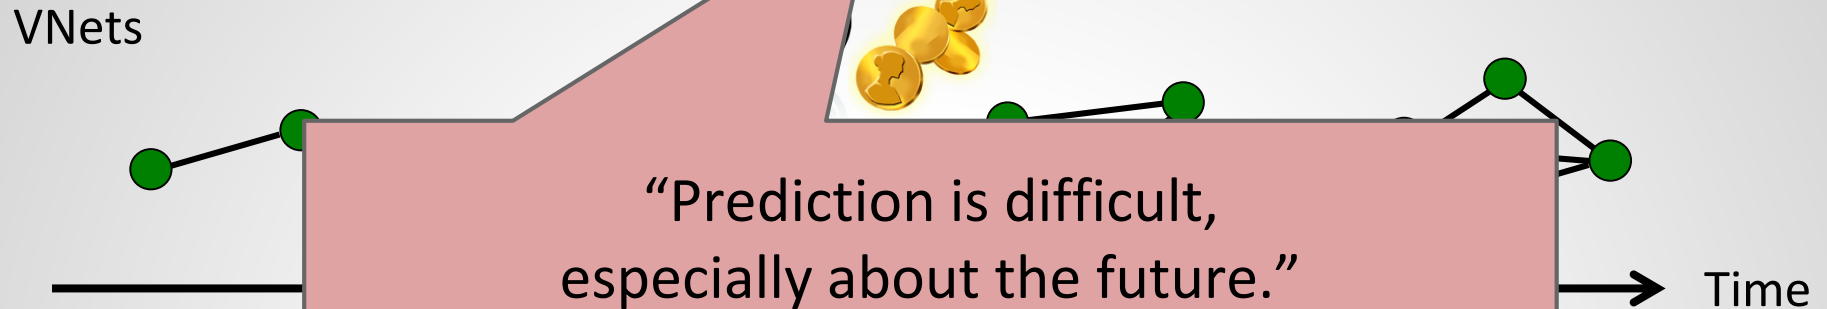 VNets
“Prediction is difficult,
especially about the future.”
Time